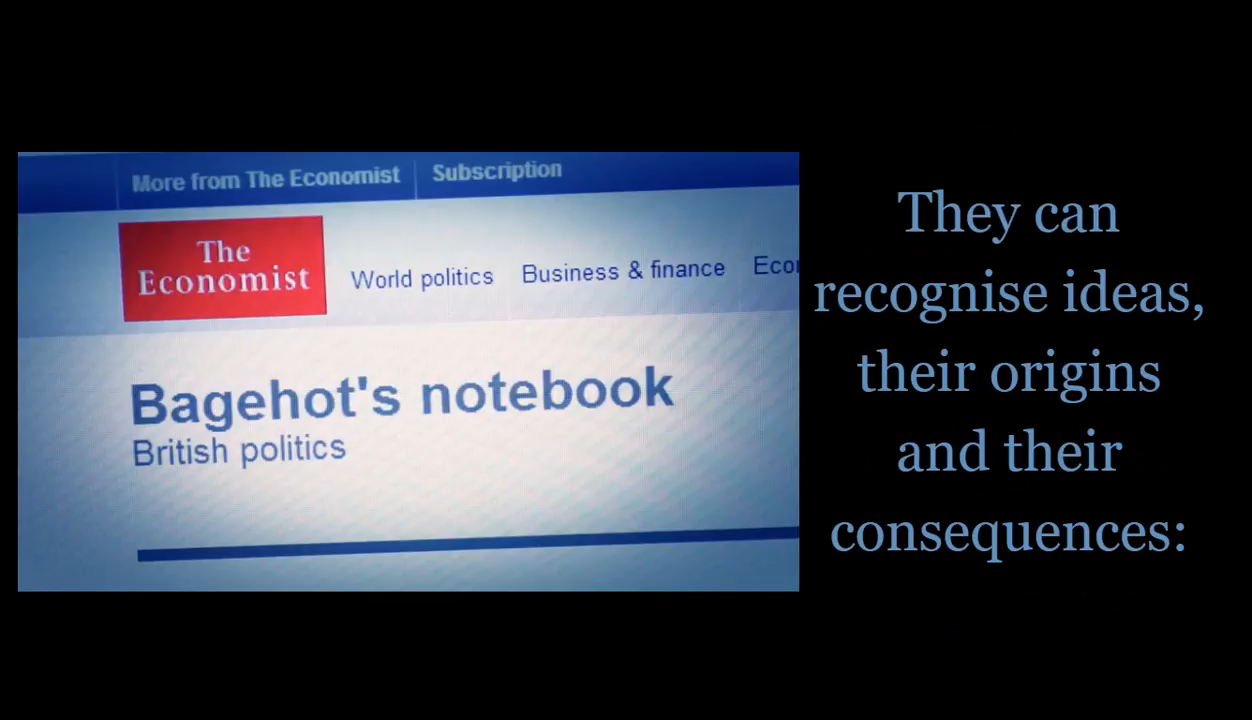 More from The Economist Subscription
The
Economist
World politics Business & finance
Bagehot's notebook
British politics
They can
recognise ideas,
their origins
and their
consequences: